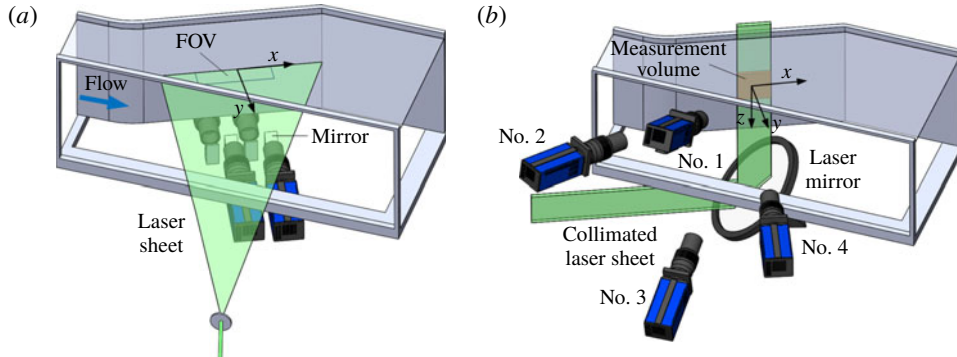 (a)
FOV
x
Flow
y
Mirror
Laser
sheet
(b)
Measurement
volume
x
z
y
No. 2
No. 1
Laser
mirror
Collimated
laser sheet
No. 4
No. 3